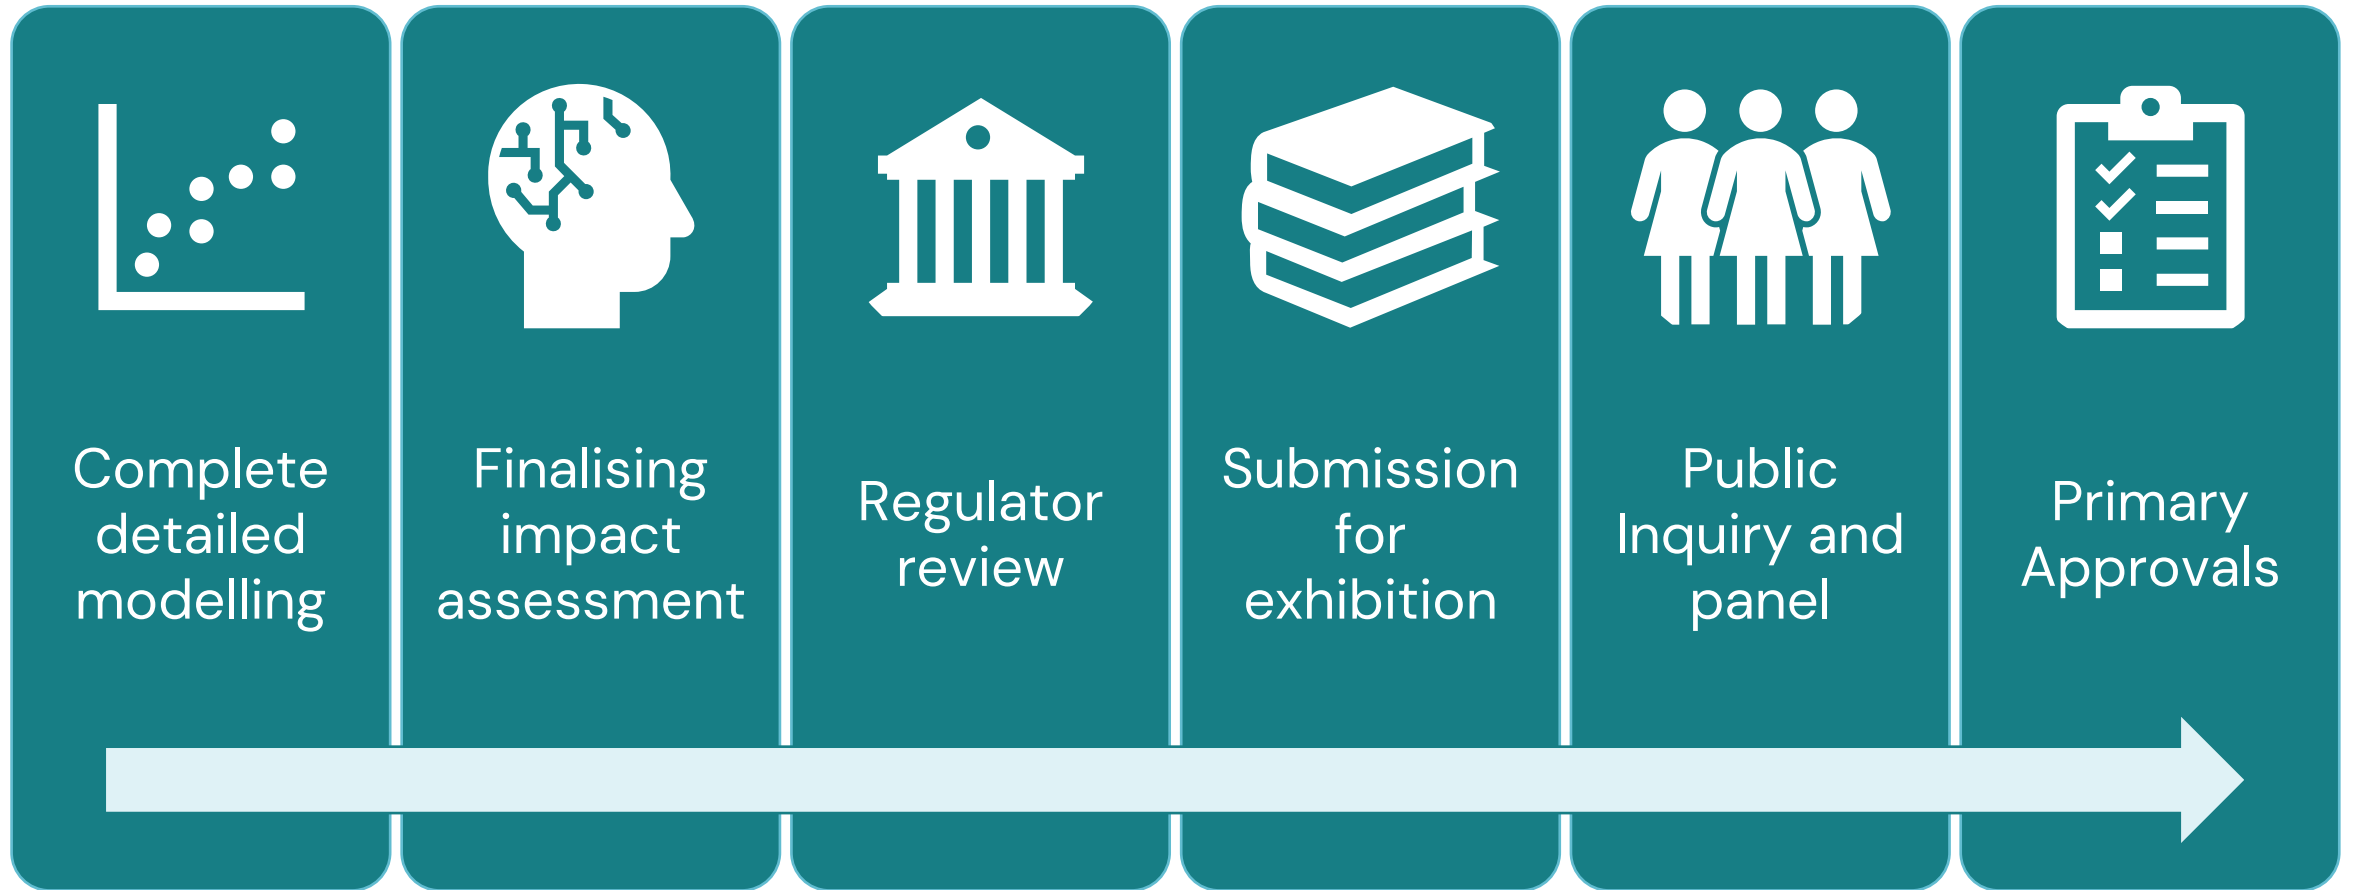 Complete
detailed
modelling
Finalising
impact
assessment
Regulator
review
Submission
for
exhibition
Public
Inquiry and
panel
Primary
Approvals